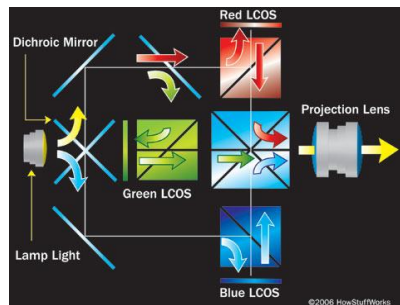 Red LCOS
Dichroic Mirror
Projection Lens
Green LCOS
Lamp Light
Blue LCOS
©2006 HowStuffWorks